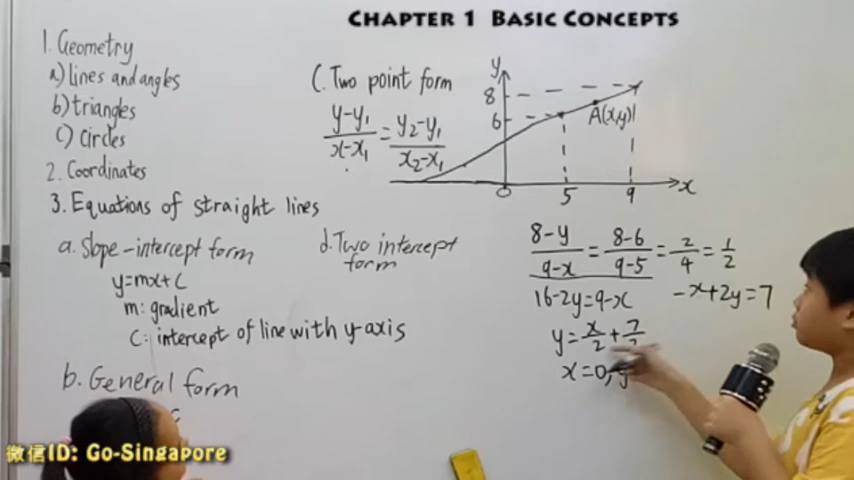 CHAPTER 1 BASIC CONCEPTS
1. Geometry
a) lines and angles
b) triangles
c) circles
2. Coordinates
3. Equations of straight lines
a. Slope-intercept form
y=mx+c
m: gradient
c: intercept of line with y-axis
b. General form
C. Two point form
y-y₁/x-x₁ = y₂-y₁/x₂-x₁
d. Two intercept
form
y
8
6
A(x,y)
0 5 9 x
8-y/9-x = 8-6/9-5 = 2/4 = 1/2
16-2y=9-x -x+2y=7
y=x/2+7/2
x=0, y
微信ID: Go-Singapore